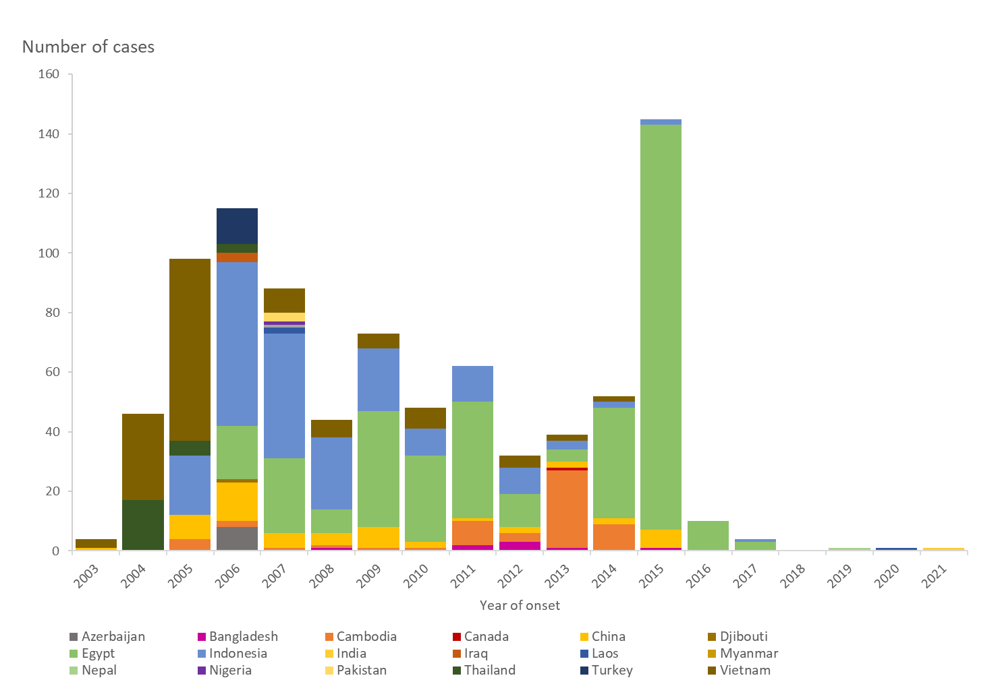 Number of cases
160
140
120
100
80
60
40
20
0
2003 2004 2005 2006 2007 2008 2009 2010 2011 2012 2013 2014 2015 2016 2017 2018 2019 2020 2021
Year of onset
Azerbaijan Bangladesh Cambodia Canada China Djibouti
Egypt Indonesia India Iraq Laos Myanmar
Nepal Nigeria Pakistan Thailand Turkey Vietnam